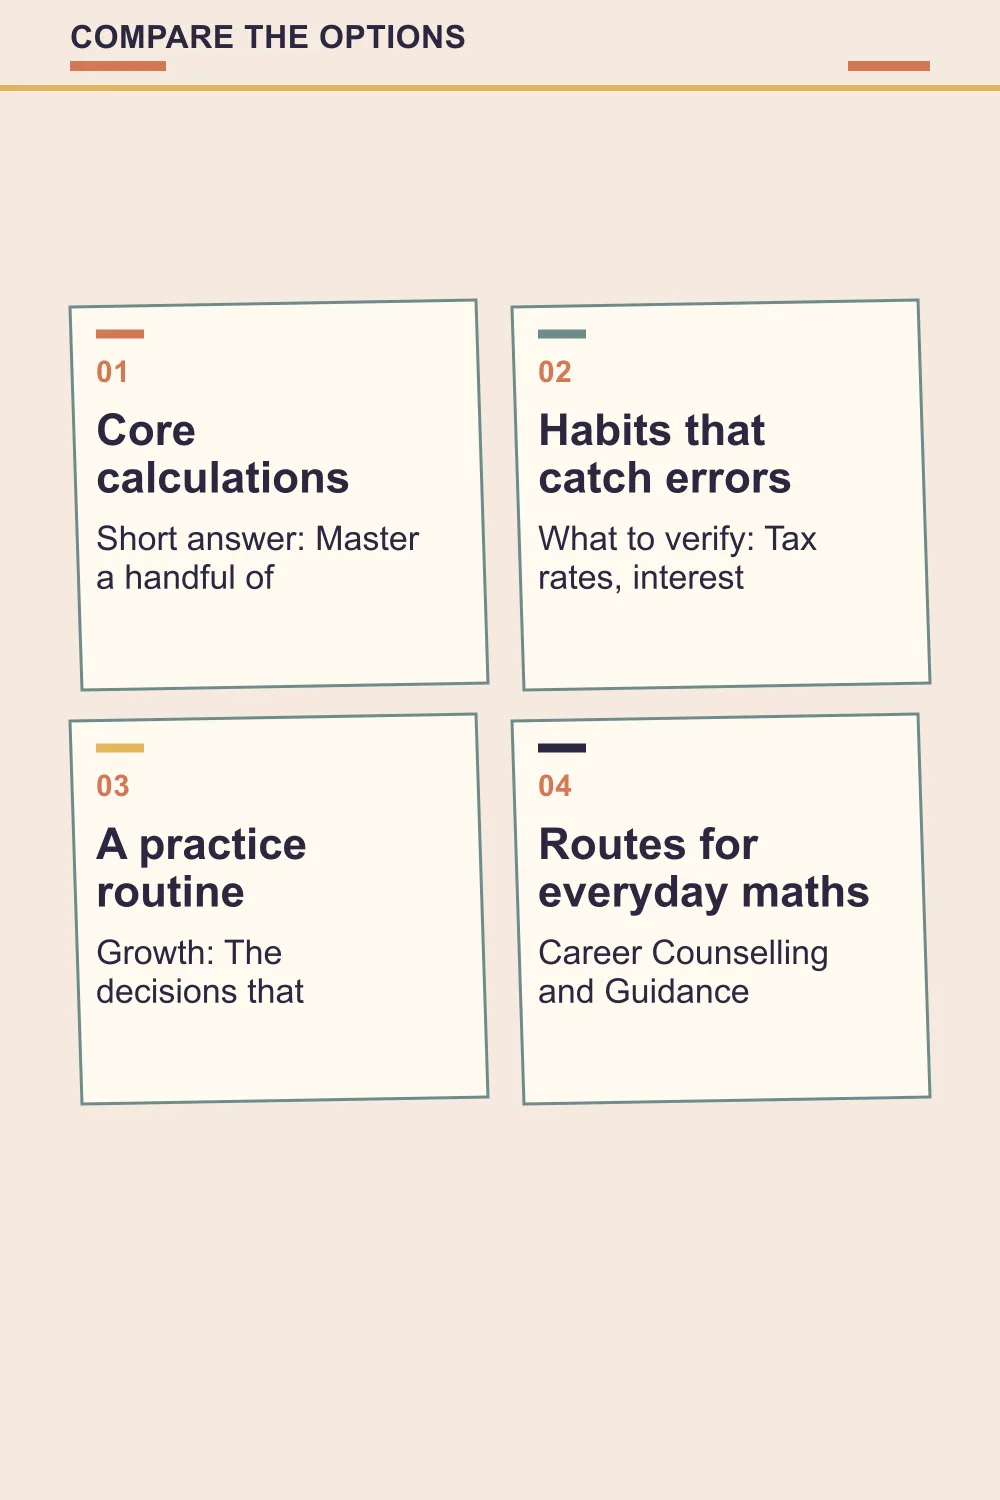 COMPARE THE OPTIONS
01
Core
calculations
Short answer: Master
a handful of
02
Habits that
catch errors
What to verify: Tax
rates, interest
03
A practice
routine
Growth: The
decisions that
04
Routes for
everyday maths
Career Counselling
and Guidance